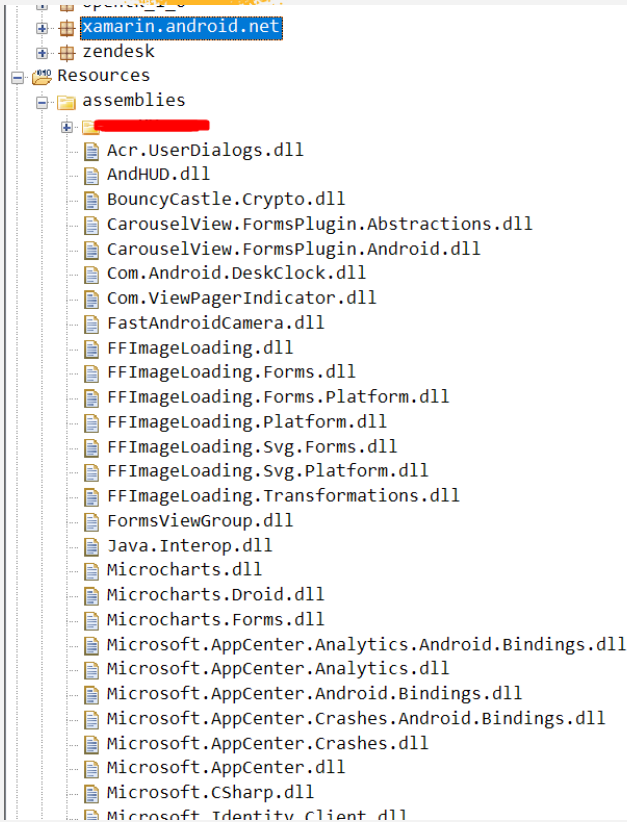 xamarin.android.net
zendesk
Resources
assemblies
Acr.UserDialogs.dll
AndHUD.dll
BouncyCastle.Crypto.dll
CarouselView.FormsPlugin.Abstractions.dll
CarouselView.FormsPlugin.Android.dll
Com.Android.DeskClock.dll
Com.ViewPagerIndicator.dll
FastAndroidCamera.dll
FFImageLoading.dll
FFImageLoading.Forms.dll
FFImageLoading.Forms.Platform.dll
FFImageLoading.Platform.dll
FFImageLoading.Svg.Forms.dll
FFImageLoading.Svg.Platform.dll
FFImageLoading.Transformations.dll
FormsViewGroup.dll
Java.Interop.dll
Microcharts.dll
Microcharts.Droid.dll
Microcharts.Forms.dll
Microsoft.AppCenter.Analytics.Android.Bindings.dll
Microsoft.AppCenter.Analytics.dll
Microsoft.AppCenter.Android.Bindings.dll
Microsoft.AppCenter.Crashes.Android.Bindings.dll
Microsoft.AppCenter.Crashes.dll
Microsoft.AppCenter.dll
Microsoft.CSharp.dll
Microsoft.Identity.Client.dll